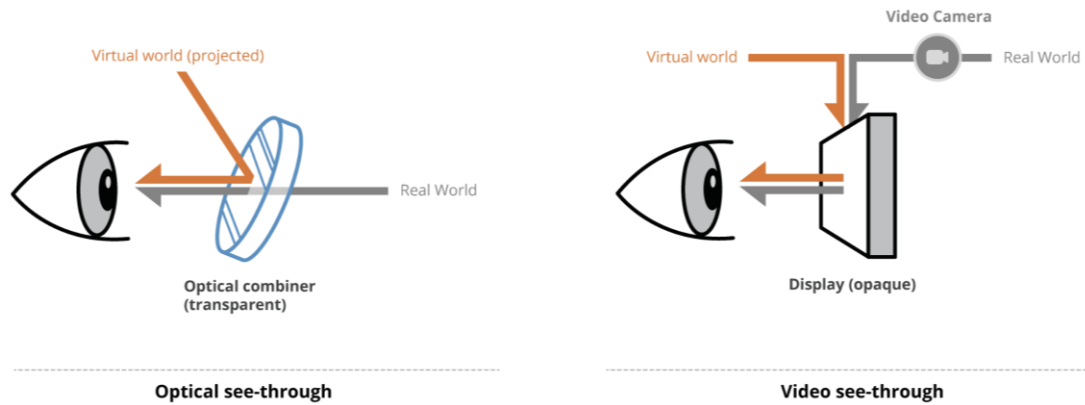 Virtual world (projected)
Real World
Optical combiner
(transparent)
Optical see-through
Video Camera
Virtual world
Real World
Display (opaque)
Video see-through